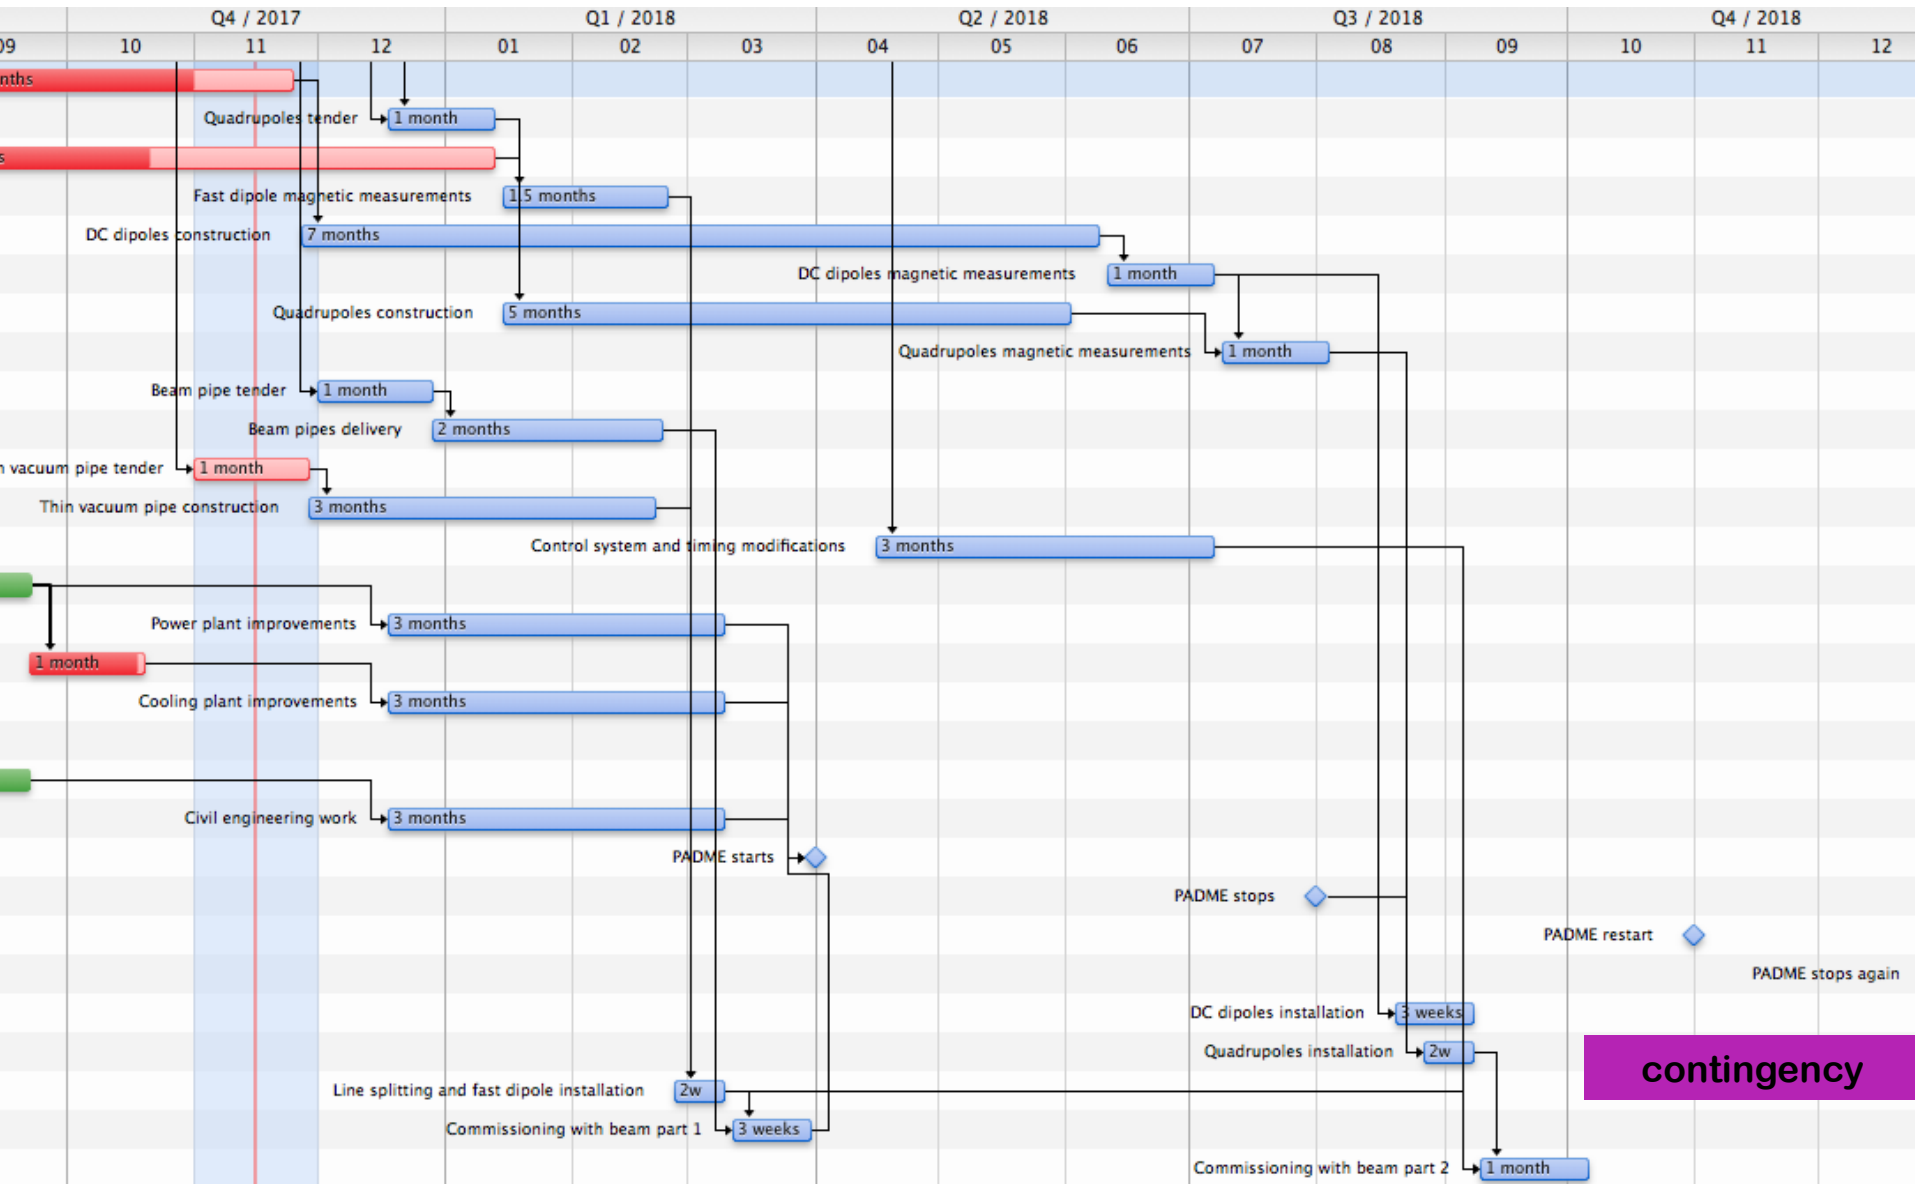 Q4 / 2017 Q1 / 2018 Q2 / 2018 Q3 / 2018 Q4 / 2018
09 10 11 12 01 02 03 04 05 06 07 08 09 10 11 12
nths
Quadrupoles tender 1 month
s
Fast dipole magnetic measurements 1.5 months
DC dipoles construction 7 months
DC dipoles magnetic measurements 1 month
Quadrupoles construction 5 months
Quadrupoles magnetic measurements 1 month
Beam pipe tender 1 month
Beam pipes delivery 2 months
n vacuum pipe tender 1 month
Thin vacuum pipe construction 3 months
Control system and timing modifications 3 months
Power plant improvements 3 months
1 month
Cooling plant improvements 3 months
Civil engineering work 3 months
PADME starts
PADME stops
PADME restart
PADME stops again
DC dipoles installation 3 weeks
Quadrupoles installation 2w
contingency
Line splitting and fast dipole installation 2w
Commissioning with beam part 1 3 weeks
Commissioning with beam part 2 1 month